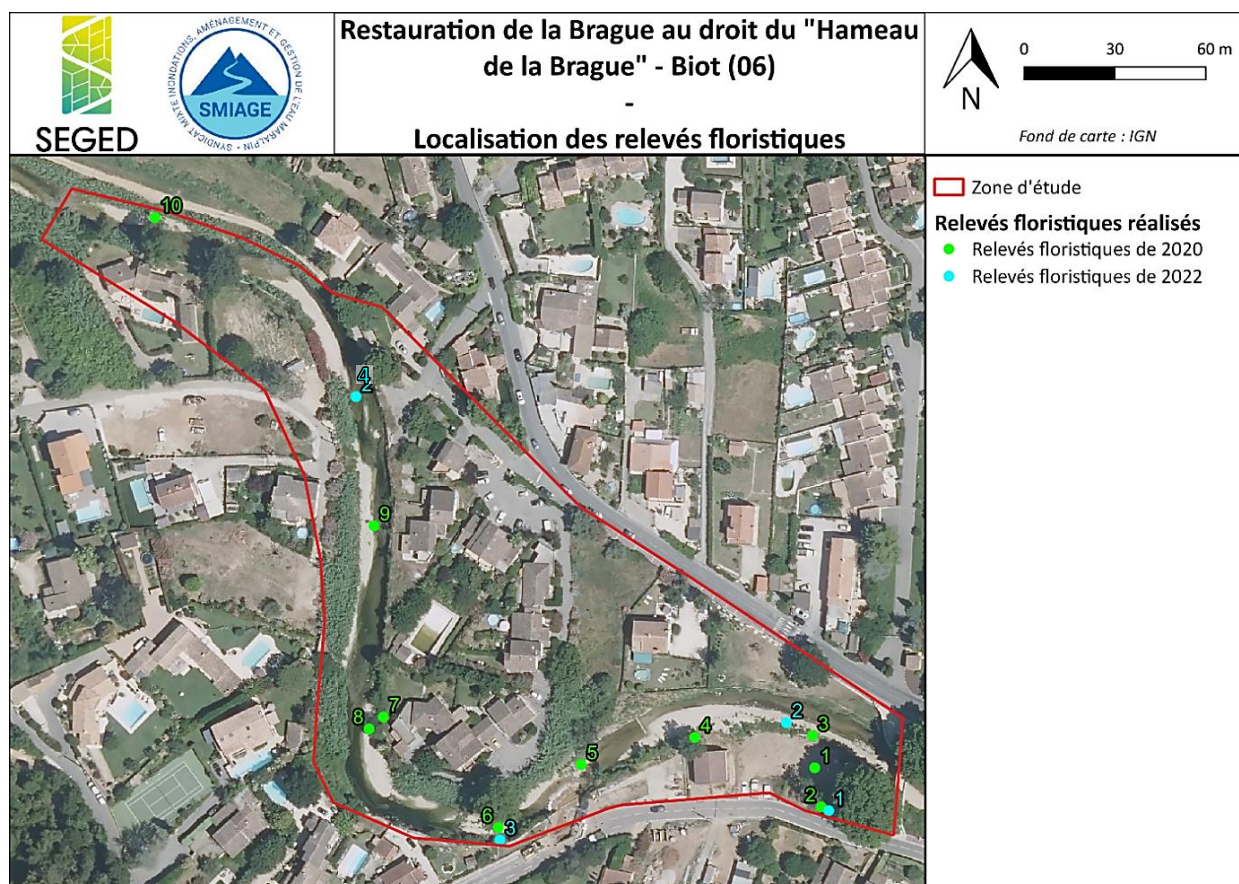 SEGED
SYNDICAT MIXTE INONDATIONS, AMÉNAGEMENT ET GESTION DE L'EAU MARALPIN
SMIAGE
Restauration de la Brague au droit du "Hameau
de la Brague" - Biot (06)
-
Localisation des relevés floristiques
N
0 30 60 m
Fond de carte : IGN
Zone d'étude
Relevés floristiques réalisés
Relevés floristiques de 2020
Relevés floristiques de 2022
10
4
2
9
7
8
2
3
4
1
5
2
1
6
3